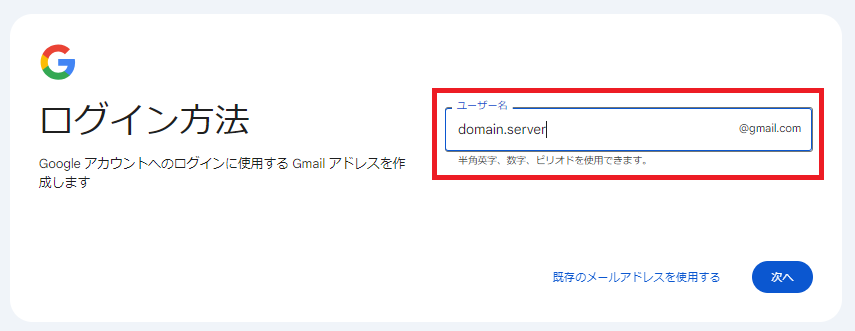 ログイン方法
Google アカウントへのログインに使用する Gmail アドレスを作
成します
ユーザー名
domain.server
@gmail.com
半角英字、数字、ピリオドを使用できます。
既存のメールアドレスを使用する
次へ